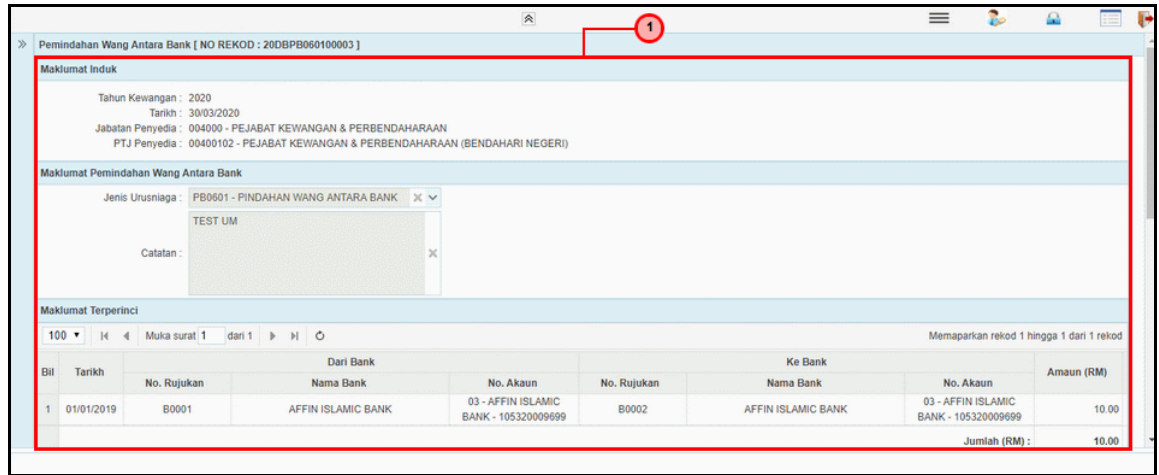 1
Pemindahan Wang Antara Bank [ NO REKOD : 20DBPB060100003 ]
Maklumat Induk
Tahun Kewangan : 2020
Tarikh : 30/03/2020
Jabatan Penyedia : 004000 - PEJABAT KEWANGAN & PERBENDAHARAAN
PTJ Penyedia : 00400102 - PEJABAT KEWANGAN & PERBENDAHARAAN (BENDAHARI NEGERI)
Maklumat Pemindahan Wang Antara Bank
Jenis Urusniaga : PB0601 - PINDAHAN WANG ANTARA BANK
TEST UM
Catatan :
Maklumat Terperinci
100 Muka surat 1 dari 1 Memaparkan rekod 1 hingga 1 dari 1 rekod
Bil Tarikh Dari Bank Ke Bank Amaun (RM)
No. Rujukan Nama Bank No. Akaun No. Rujukan Nama Bank No. Akaun
1 01/01/2019 B0001 AFFIN ISLAMIC BANK 03 - AFFIN ISLAMIC BANK - 105320009699 B0002 AFFIN ISLAMIC BANK 03 - AFFIN ISLAMIC BANK - 105320009699 10.00
Jumlah (RM) : 10.00